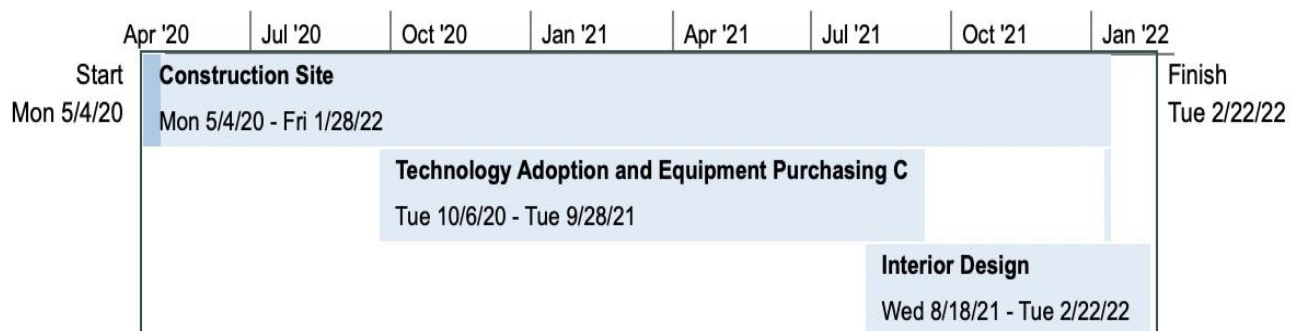 Apr '20 Jul '20 Oct '20 Jan '21 Apr '21 Jul '21 Oct '21 Jan '22
Start
Mon 5/4/20
Construction Site
Mon 5/4/20 - Fri 1/28/22
Finish
Tue 2/22/22
Technology Adoption and Equipment Purchasing C
Tue 10/6/20 - Tue 9/28/21
Interior Design
Wed 8/18/21 - Tue 2/22/22